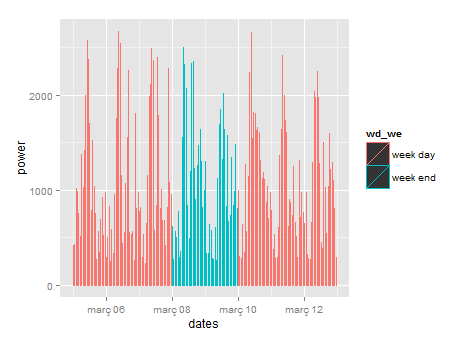 2000
1000
0
power
març 06
març 08
març 10
març 12
dates
wd_we
week day
week end